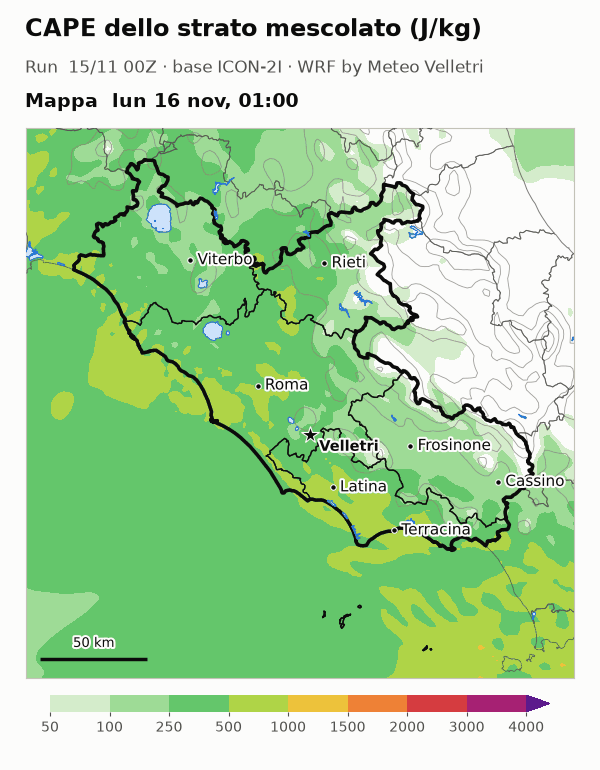 CAPE dello strato mescolato (J/kg)
Run  15/11 00Z · base ICON-2I · WRF by Meteo Velletri
Mappa  lun 16 nov, 01:00
Viterbo
Rieti
Roma
Velletri
Frosinone
Cassino
Latina
Terracina
50 km
50 100 250 500 1000 1500 2000 3000 4000